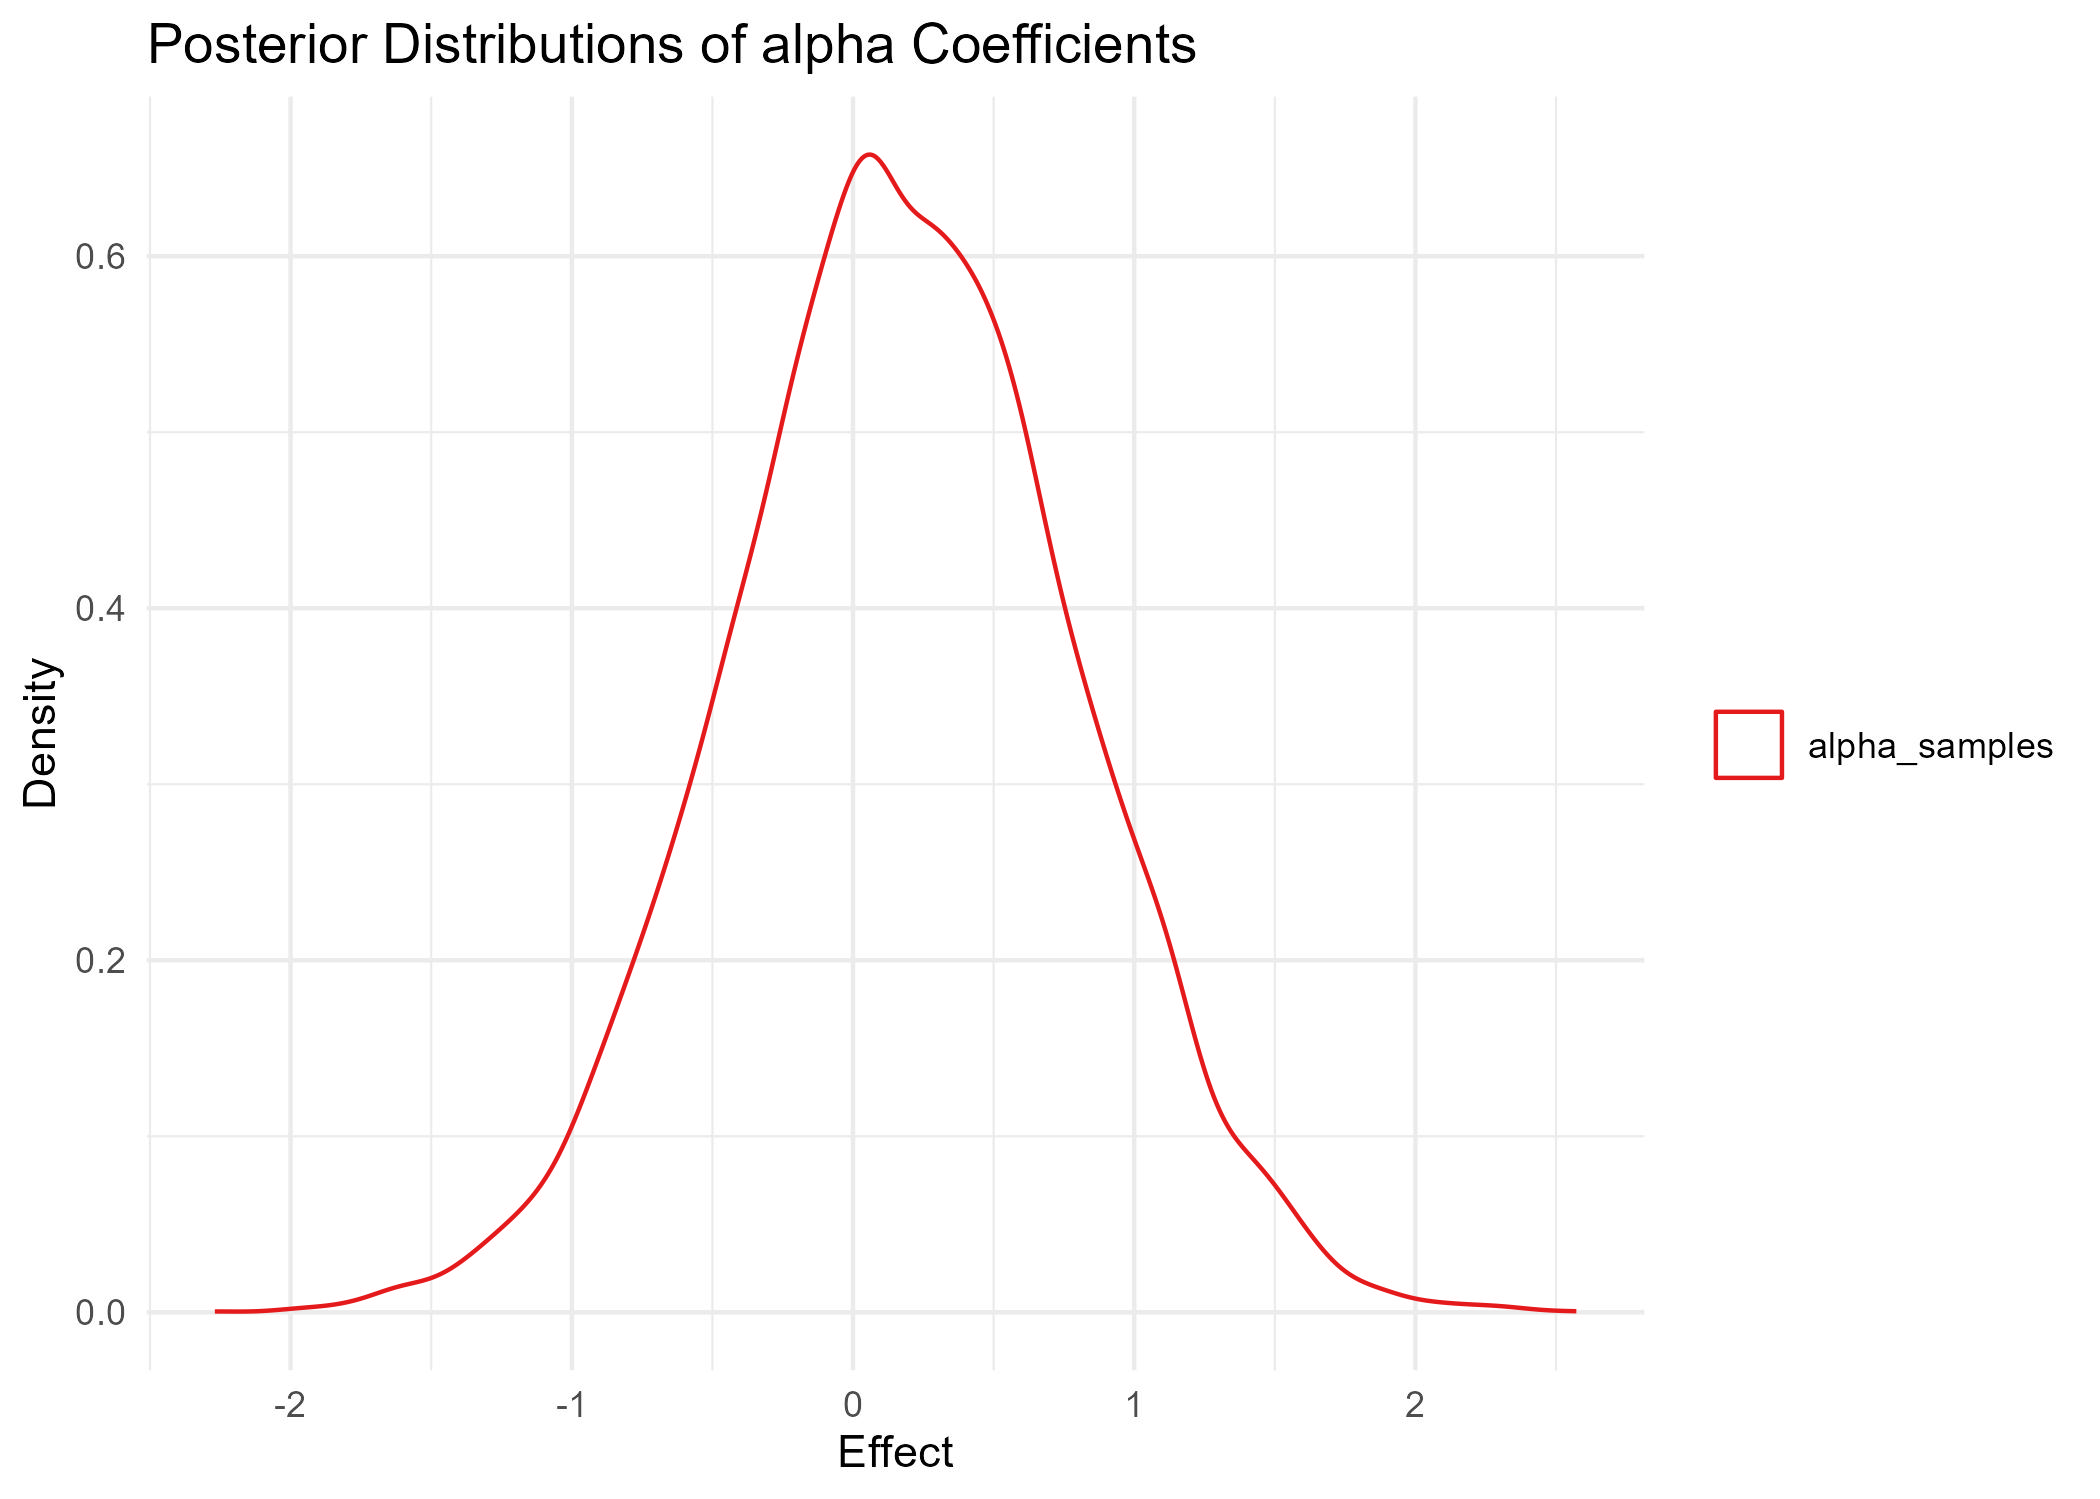 Posterior Distributions of alpha Coefficients
Density
0.6
0.4
0.2
0.0
-2 -1 0 1 2
Effect
alpha_samples